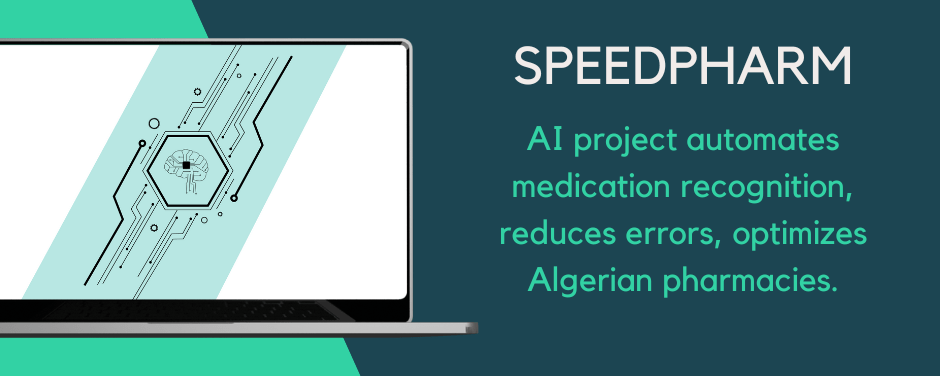 SPEEDPHARM
AI project automates
medication recognition,
reduces errors, optimizes
Algerian pharmacies.